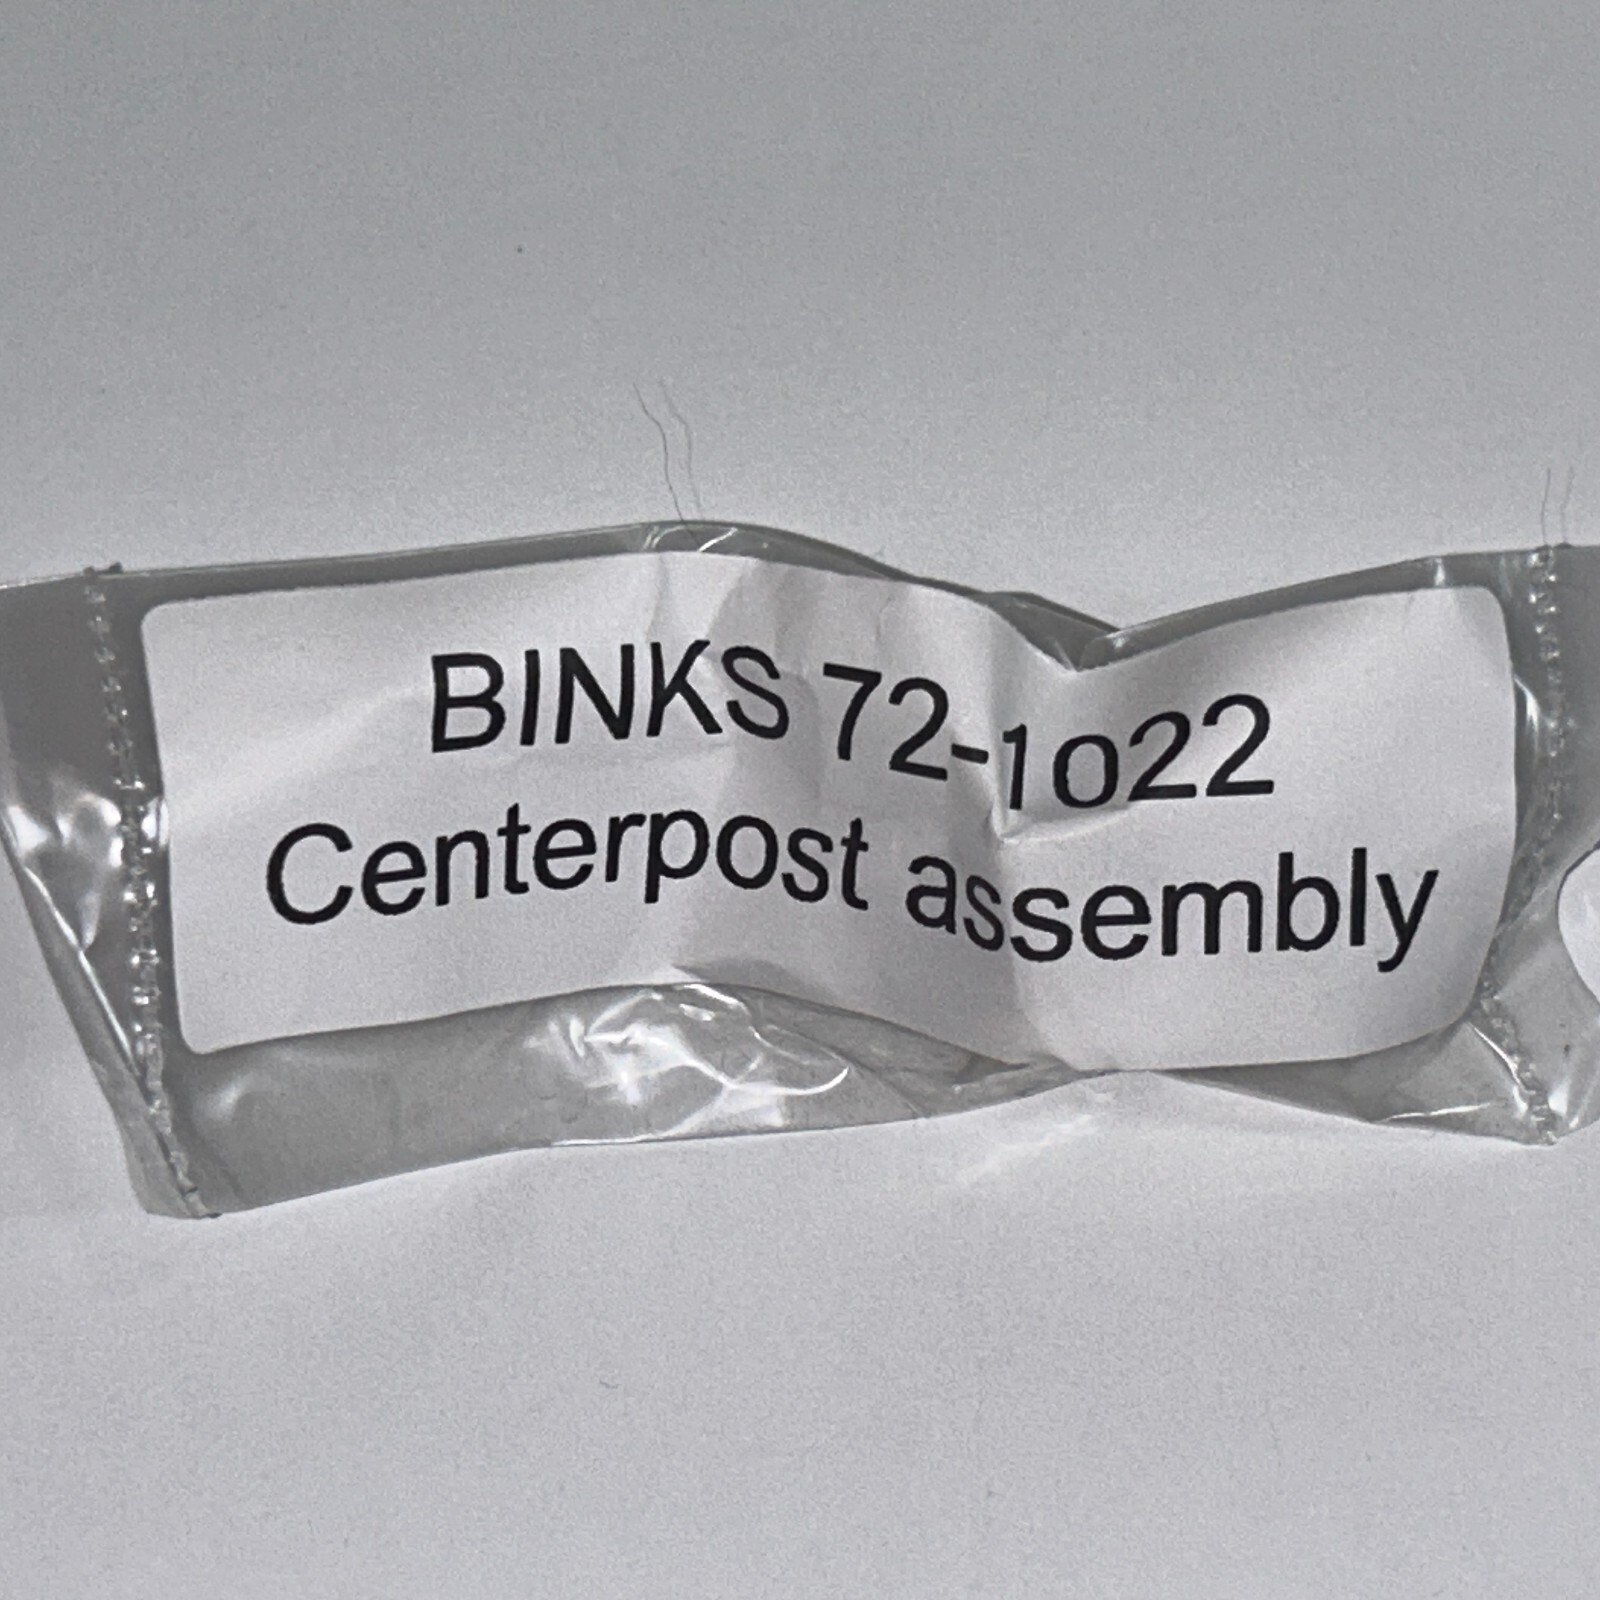 BINKS 72-1022
Centerpost assembly